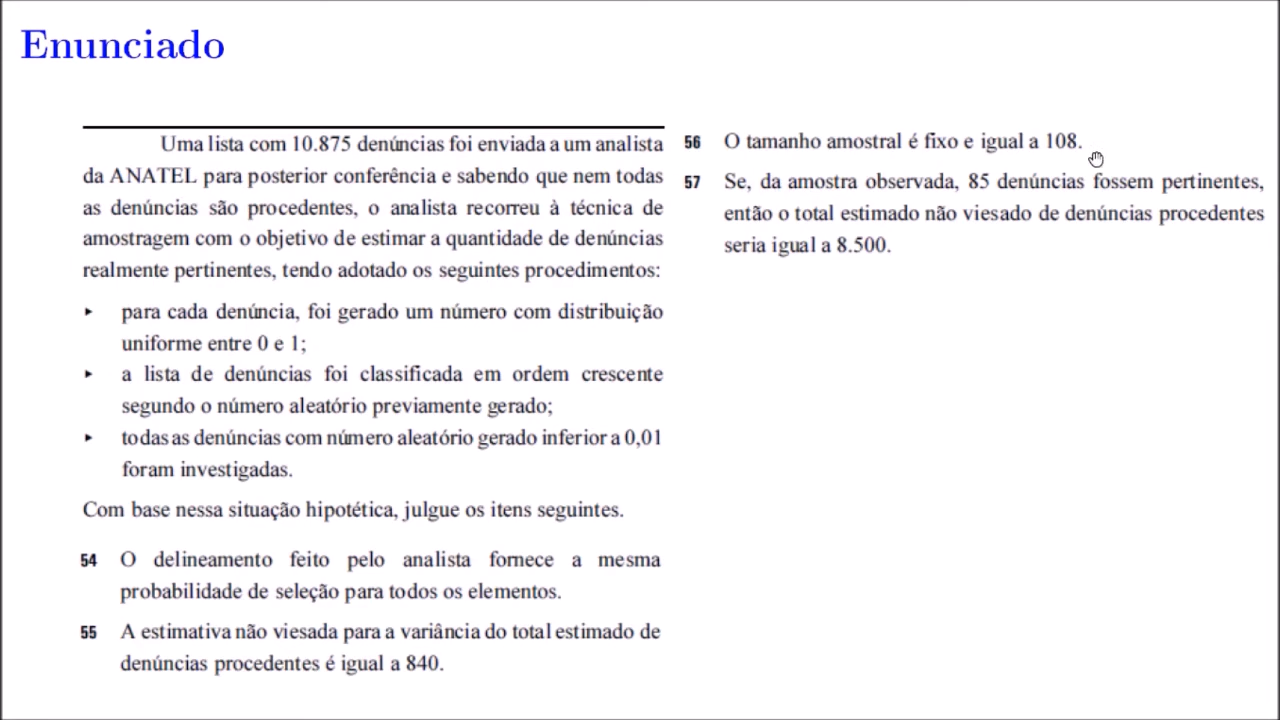 Enunciado
Uma lista com 10.875 denúncias foi enviada a um analista
da ANATEL para posterior conferência e sabendo que nem todas
as denúncias são procedentes, o analista recorreu à técnica de
amostragem com o objetivo de estimar a quantidade de denúncias
realmente pertinentes, tendo adotado os seguintes procedimentos:
▸ para cada denúncia, foi gerado um número com distribuição
uniforme entre 0 e 1;
▸ a lista de denúncias foi classificada em ordem crescente
segundo o número aleatório previamente gerado;
▸ todas as denúncias com número aleatório gerado inferior a 0,01
foram investigadas.
Com base nessa situação hipotética, julgue os itens seguintes.
54 O delineamento feito pelo analista fornece a mesma
probabilidade de seleção para todos os elementos.
55 A estimativa não viesada para a variância do total estimado de
denúncias procedentes é igual a 840.
56 O tamanho amostral é fixo e igual a 108.
57 Se, da amostra observada, 85 denúncias fossem pertinentes,
então o total estimado não viesado de denúncias procedentes
seria igual a 8.500.